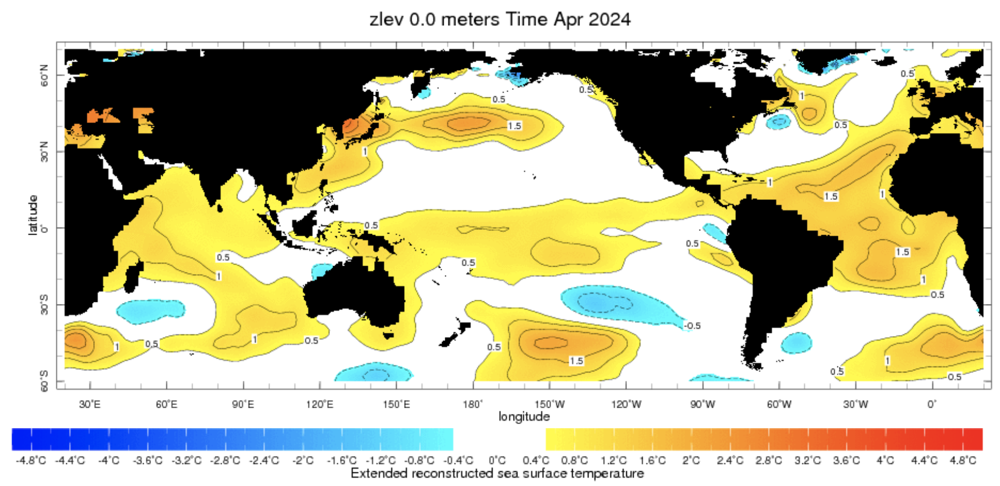 zlev 0.0 meters Time Apr 2024
60°N
30°N
0°
30°S
60°S
latitude
0.5
0.5
0.5
1
1.5
0.5
1
1
1.5
1
0.5
0.5
0.5
0.5
1.5
1
1
0.5
-0.5
1
0.5
1
0.5
0.5
1.5
1
0.5
0.5
30°E
60°E
90°E
120°E
150°E
180°
150°W
120°W
90°W
60°W
30°W
0°
longitude
-4.8°C
-4.4°C
-4°C
-3.6°C
-3.2°C
-2.8°C
-2.4°C
-2°C
-1.6°C
-1.2°C
-0.8°C
-0.4°C
0°C
0.4°C
0.8°C
1.2°C
1.6°C
2°C
2.4°C
2.8°C
3.2°C
3.6°C
4°C
4.4°C
4.8°C
Extended reconstructed sea surface temperature